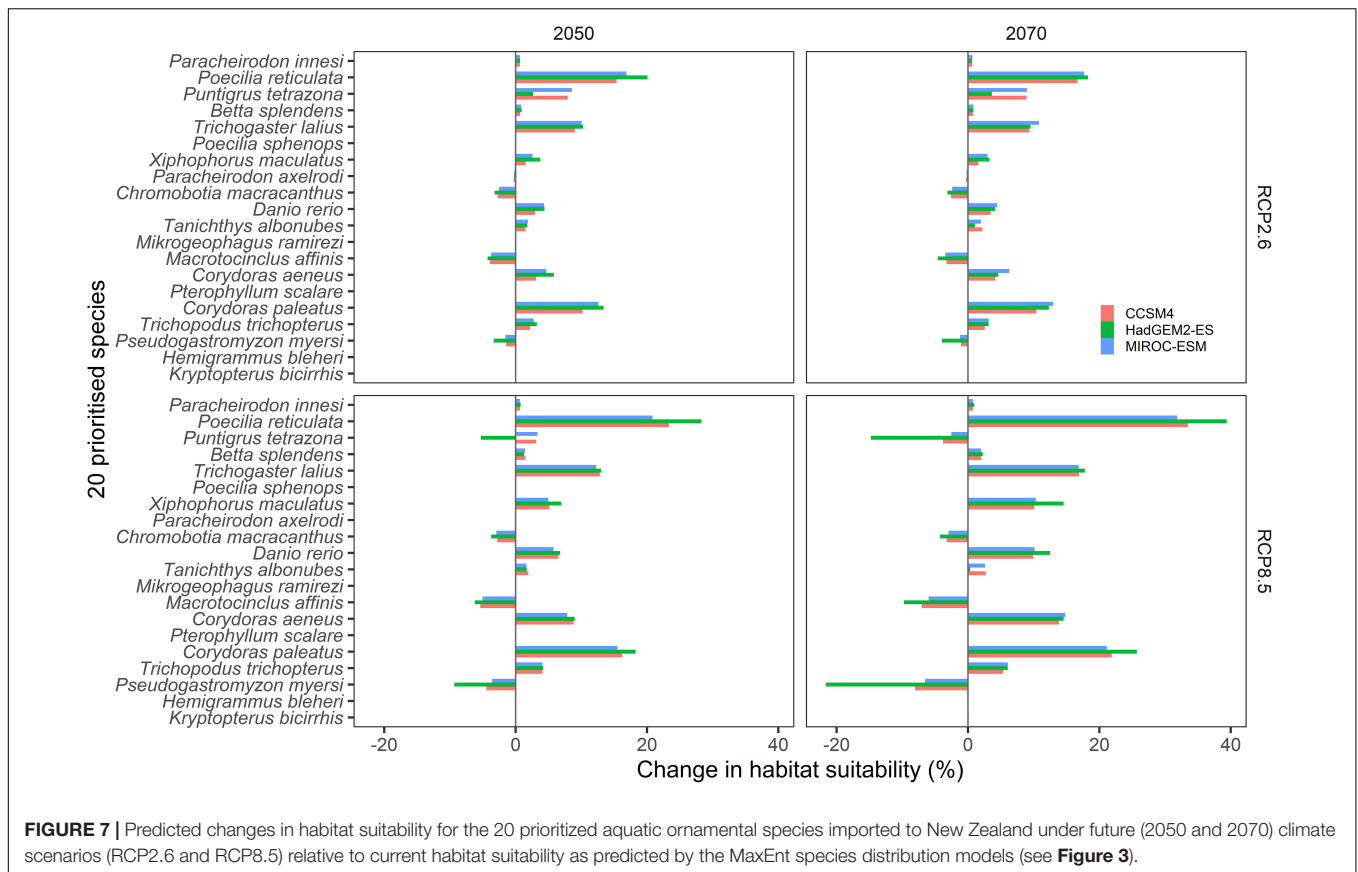 2050
2070
Paracheirodon innesi
Poecilia reticulata
Puntigrus tetrazona
Betta splendens
Trichogaster lalius
Poecilia sphenops
Xiphophorus maculatus
Paracheirodon axelrodi
Chromobotia macracanthus
Danio rerio
Tanichthys albonubes
Mikrogeophagus ramirezi
Macrotocinclus affinis
Corydoras aeneus
Pterophyllum scalare
Corydoras paleatus
Trichopodus trichopterus
Pseudogastromyzon myersi
Hemigrammus bleheri
Kryptopterus bicirrhis
RCP2.6
CCSM4
HadGEM2-ES
MIROC-ESM
20 prioritised species
Paracheirodon innesi
Poecilia reticulata
Puntigrus tetrazona
Betta splendens
Trichogaster lalius
Poecilia sphenops
Xiphophorus maculatus
Paracheirodon axelrodi
Chromobotia macracanthus
Danio rerio
Tanichthys albonubes
Mikrogeophagus ramirezi
Macrotocinclus affinis
Corydoras aeneus
Pterophyllum scalare
Corydoras paleatus
Trichopodus trichopterus
Pseudogastromyzon myersi
Hemigrammus bleheri
Kryptopterus bicirrhis
RCP8.5
-20 0 20 40
-20 0 20 40
Change in habitat suitability (%)
FIGURE 7 | Predicted changes in habitat suitability for the 20 prioritized aquatic ornamental species imported to New Zealand under future (2050 and 2070) climate
scenarios (RCP2.6 and RCP8.5) relative to current habitat suitability as predicted by the MaxEnt species distribution models (see Figure 3).